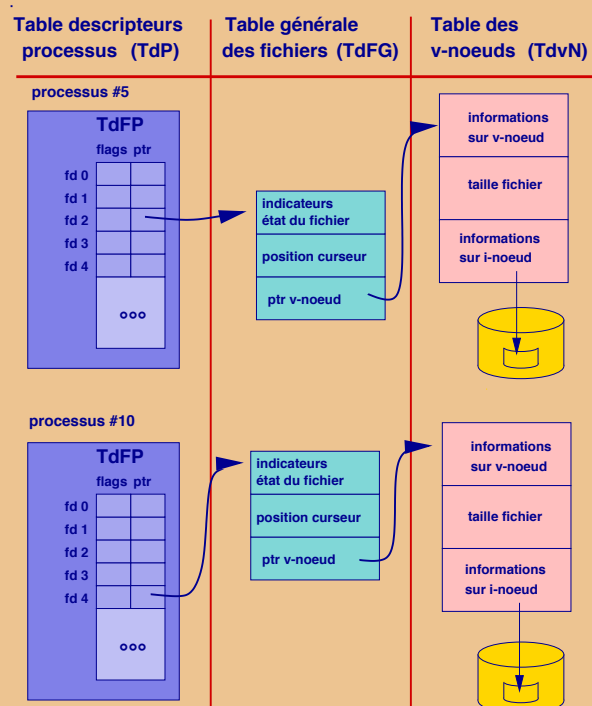 Table descripteurs
processus (TdP)
Table générale
des fichiers (TdFG)
Table des
v-noeuds (TdvN)
processus #5
TdFP
flags ptr
fd 0
fd 1
fd 2
fd 3
fd 4
ooo
indicateurs
état du fichier
position curseur
ptr v-noeud
informations
sur v-noeud
taille fichier
informations
sur i-noeud
processus #10
TdFP
flags ptr
fd 0
fd 1
fd 2
fd 3
fd 4
ooo
indicateurs
état du fichier
position curseur
ptr v-noeud
informations
sur v-noeud
taille fichier
informations
sur i-noeud